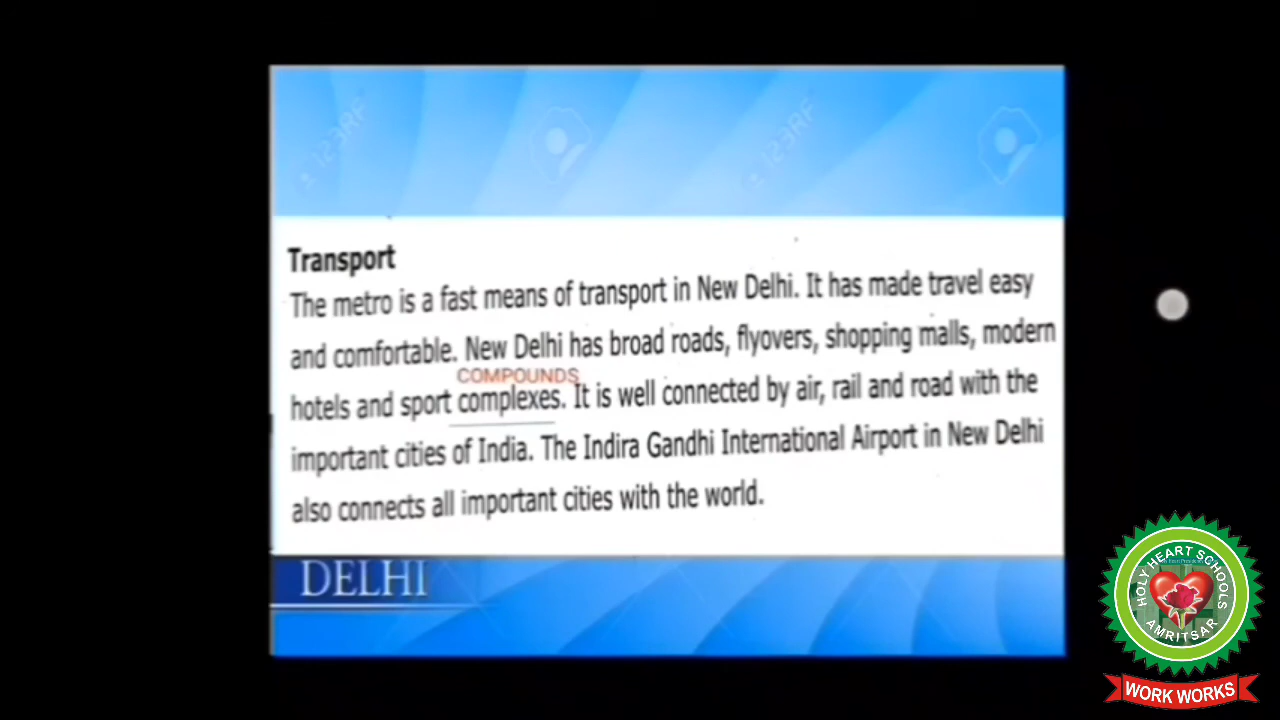 123RF
123RF
Transport
The metro is a fast means of transport in New Delhi. It has made travel easy
and comfortable. New Delhi has broad roads, flyovers, shopping malls, modern
COMPOUNDS
hotels and sport complexes. It is well connected by air, rail and road with the
important cities of India. The Indira Gandhi International Airport in New Delhi
also connects all important cities with the world.
DELHI
HOLY HEART SCHOOLS
AMRITSAR
WORK WORKS